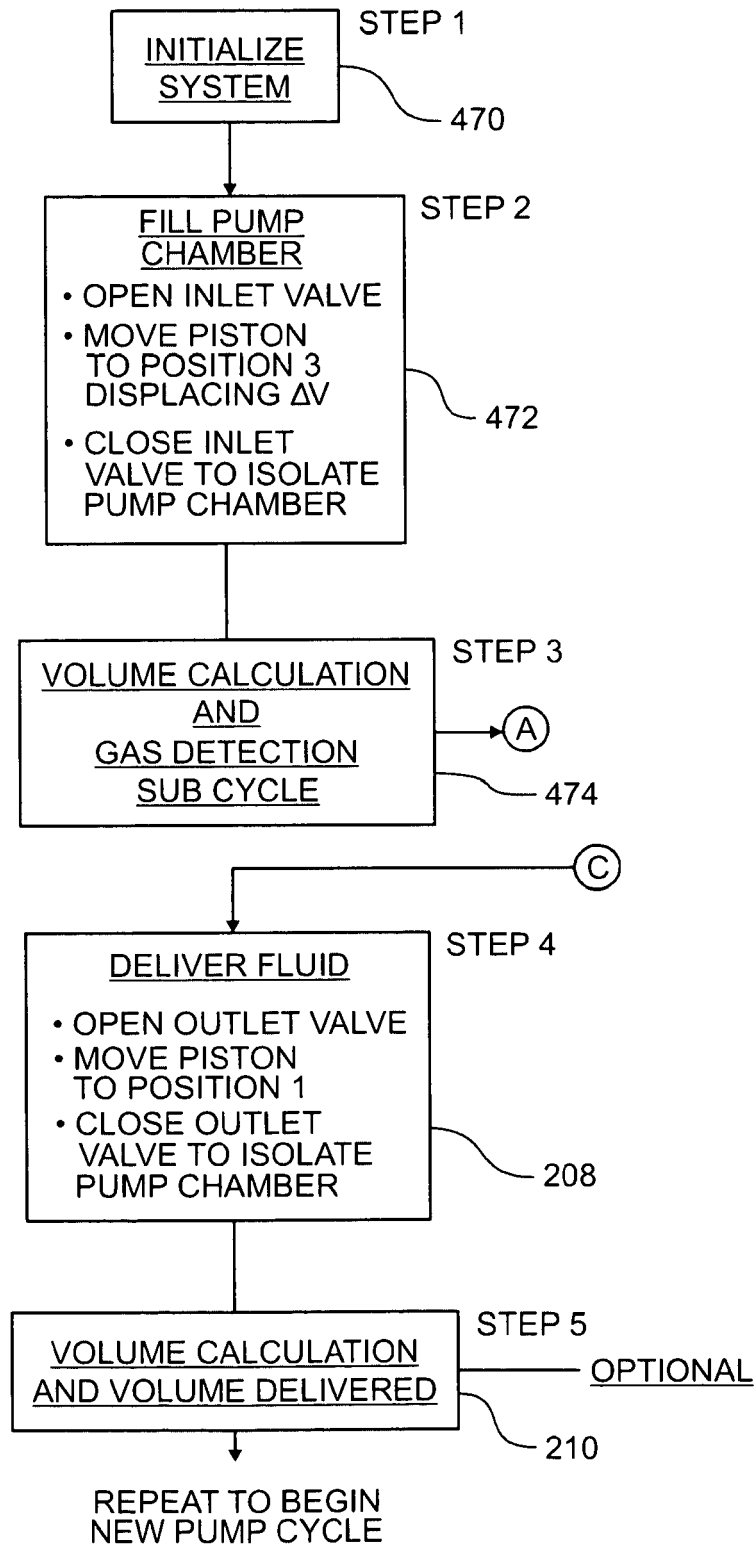 STEP 1
INITIALIZE
SYSTEM
470
STEP 2
FILL PUMP
CHAMBER
• OPEN INLET VALVE
• MOVE PISTON
TO POSITION 3
DISPLACING ΔV
• CLOSE INLET
VALVE TO ISOLATE
PUMP CHAMBER
472
STEP 3
VOLUME CALCULATION
AND
GAS DETECTION
SUB CYCLE
A
474
C
STEP 4
DELIVER FLUID
• OPEN OUTLET VALVE
• MOVE PISTON
TO POSITION 1
• CLOSE OUTLET
VALVE TO ISOLATE
PUMP CHAMBER
208
STEP 5
VOLUME CALCULATION
AND VOLUME DELIVERED
OPTIONAL
210
REPEAT TO BEGIN
NEW PUMP CYCLE